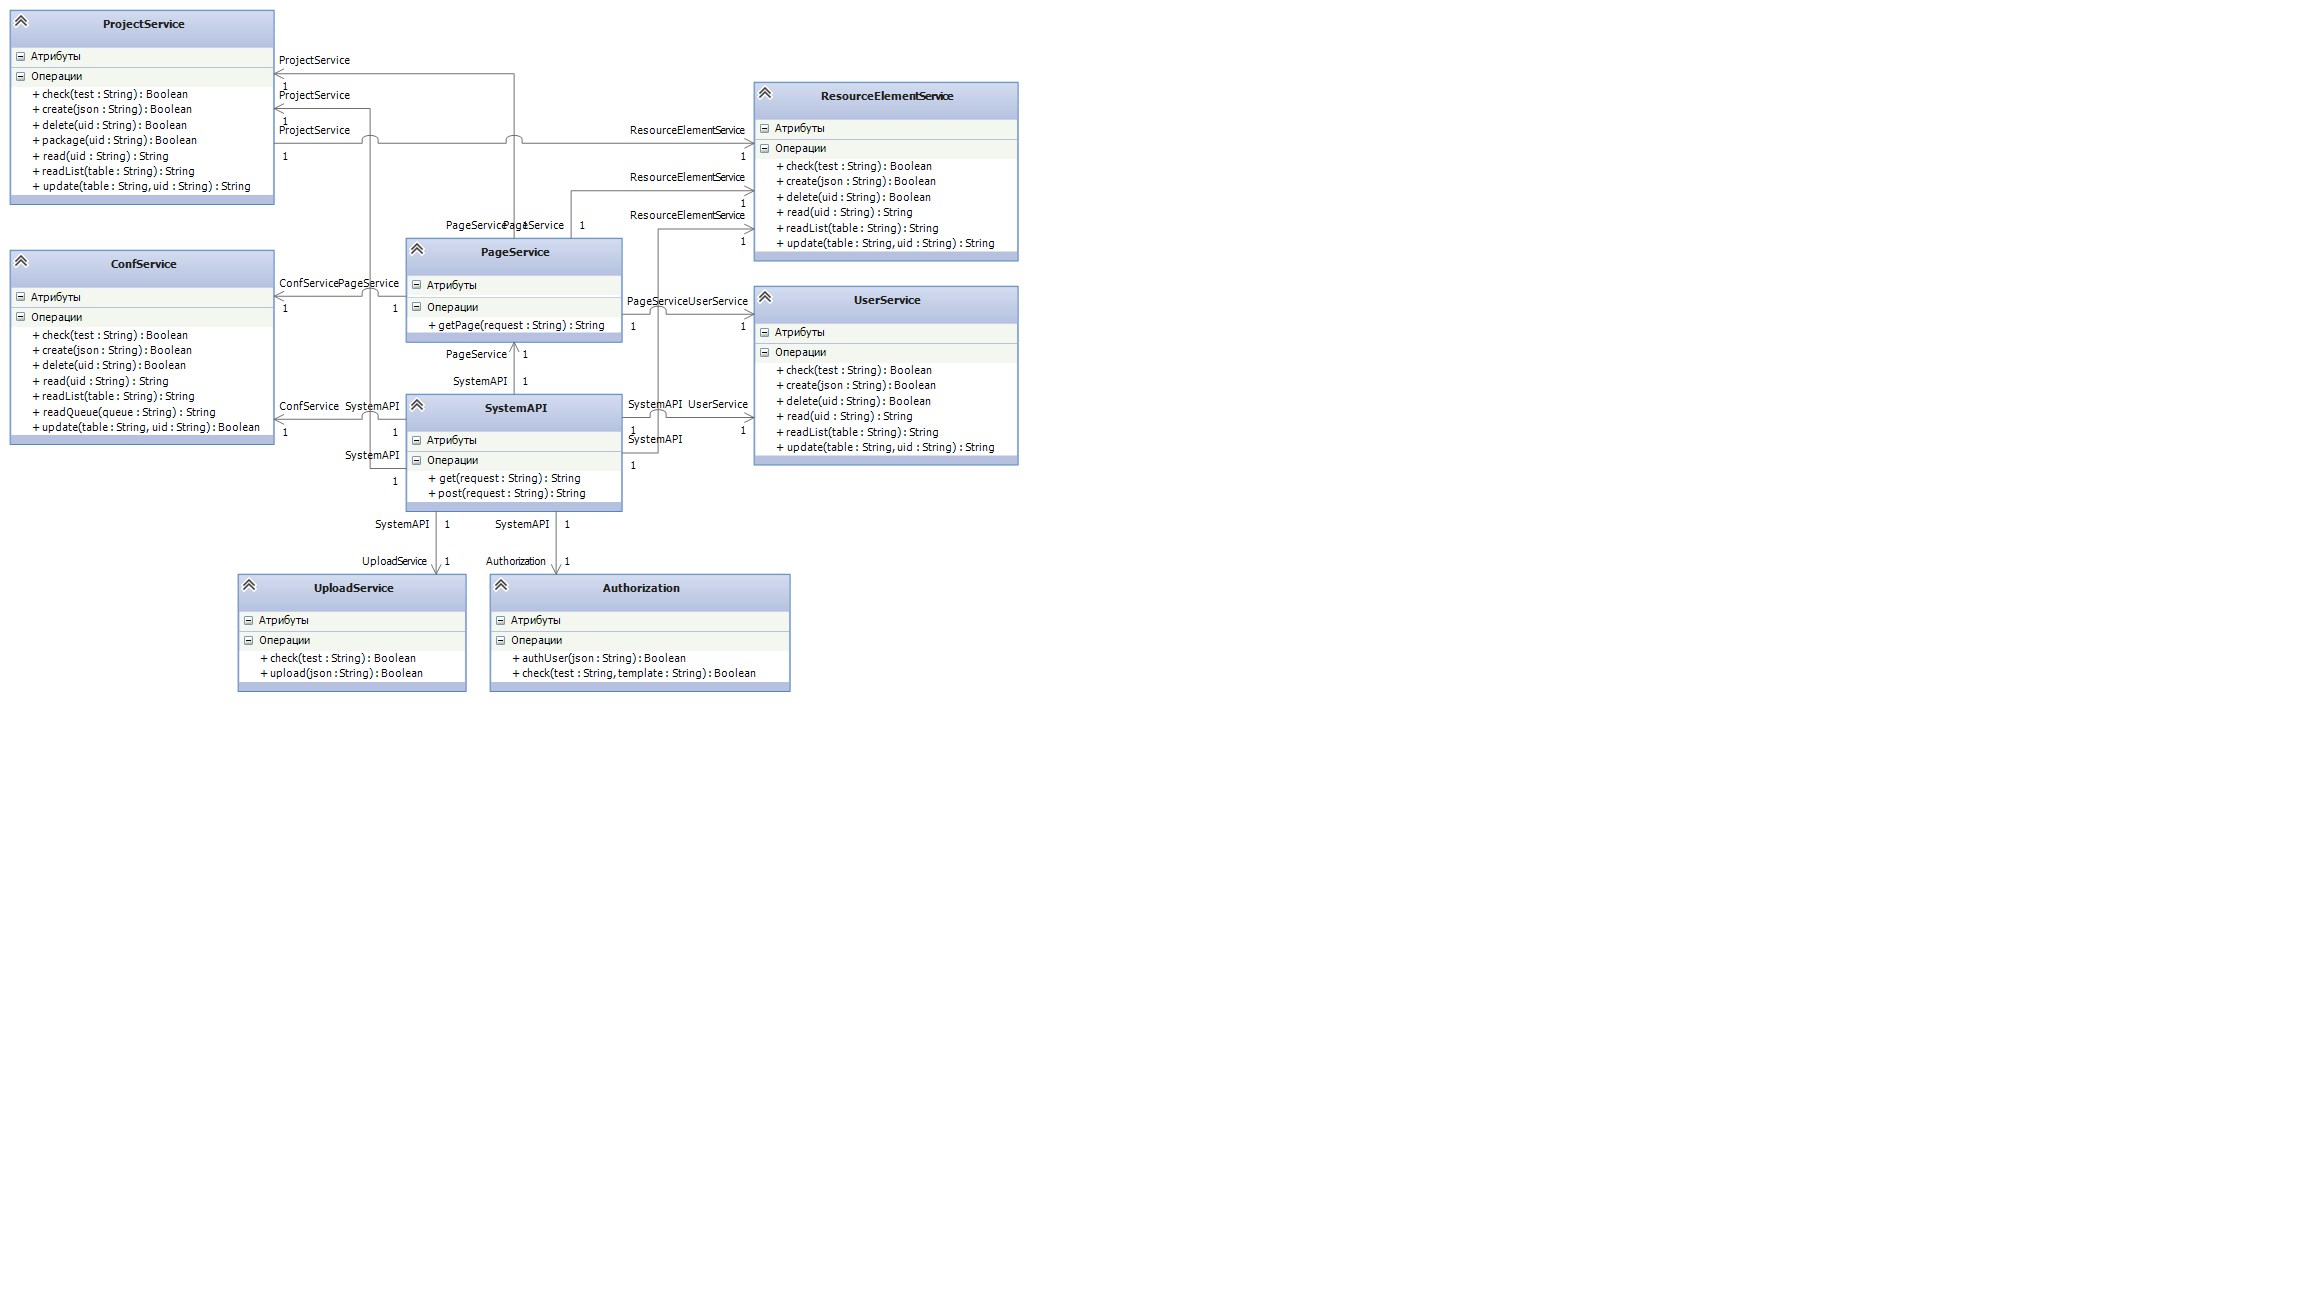 ProjectService
Атрибуты
Операции
+ check(test : String) : Boolean
+ create(json : String) : Boolean
+ delete(uid : String) : Boolean
+ package(uid : String) : Boolean
+ read(uid : String) : String
+ readList(table : String) : String
+ update(table : String, uid : String) : String
ProjectService
1
ProjectService
1
ProjectService
1
ResourceElementService
1
ResourceElementService
1
ResourceElementService
1
ResourceElementService
Атрибуты
Операции
+ check(test : String) : Boolean
+ create(json : String) : Boolean
+ delete(uid : String) : Boolean
+ read(uid : String) : String
+ readList(table : String) : String
+ update(table : String, uid : String) : String
PageService
1
PageService
1
ConfService
Атрибуты
Операции
+ check(test : String) : Boolean
+ create(json : String) : Boolean
+ delete(uid : String) : Boolean
+ read(uid : String) : String
+ readList(table : String) : String
+ readQueue(queue : String) : String
+ update(table : String, uid : String) : Boolean
ConfService
1
PageService
1
PageService
Атрибуты
Операции
+ getPage(request : String) : String
PageService
1
UserService
1
UserService
Атрибуты
Операции
+ check(test : String) : Boolean
+ create(json : String) : Boolean
+ delete(uid : String) : Boolean
+ read(uid : String) : String
+ readList(table : String) : String
+ update(table : String, uid : String) : String
PageService
1
SystemAPI
1
ConfService
1
SystemAPI
1
SystemAPI
1
SystemAPI
Атрибуты
Операции
+ get(request : String) : String
+ post(request : String) : String
SystemAPI
1
UserService
1
SystemAPI
1
SystemAPI
1
SystemAPI
1
UploadService
1
Authorization
1
UploadService
Атрибуты
Операции
+ check(test : String) : Boolean
+ upload(json : String) : Boolean
Authorization
Атрибуты
Операции
+ authUser(json : String) : Boolean
+ check(test : String, template : String) : Boolean